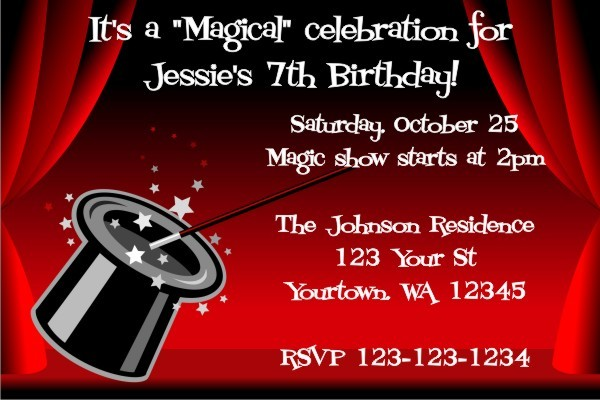 It's a "Magical" celebration for
Jessie's 7th Birthday!
Saturday, October 25
Magic show starts at 2pm
The Johnson Residence
123 Your St
Yourtown, WA 12345
RSVP 123-123-1234